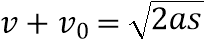 v + v₀ = √2as